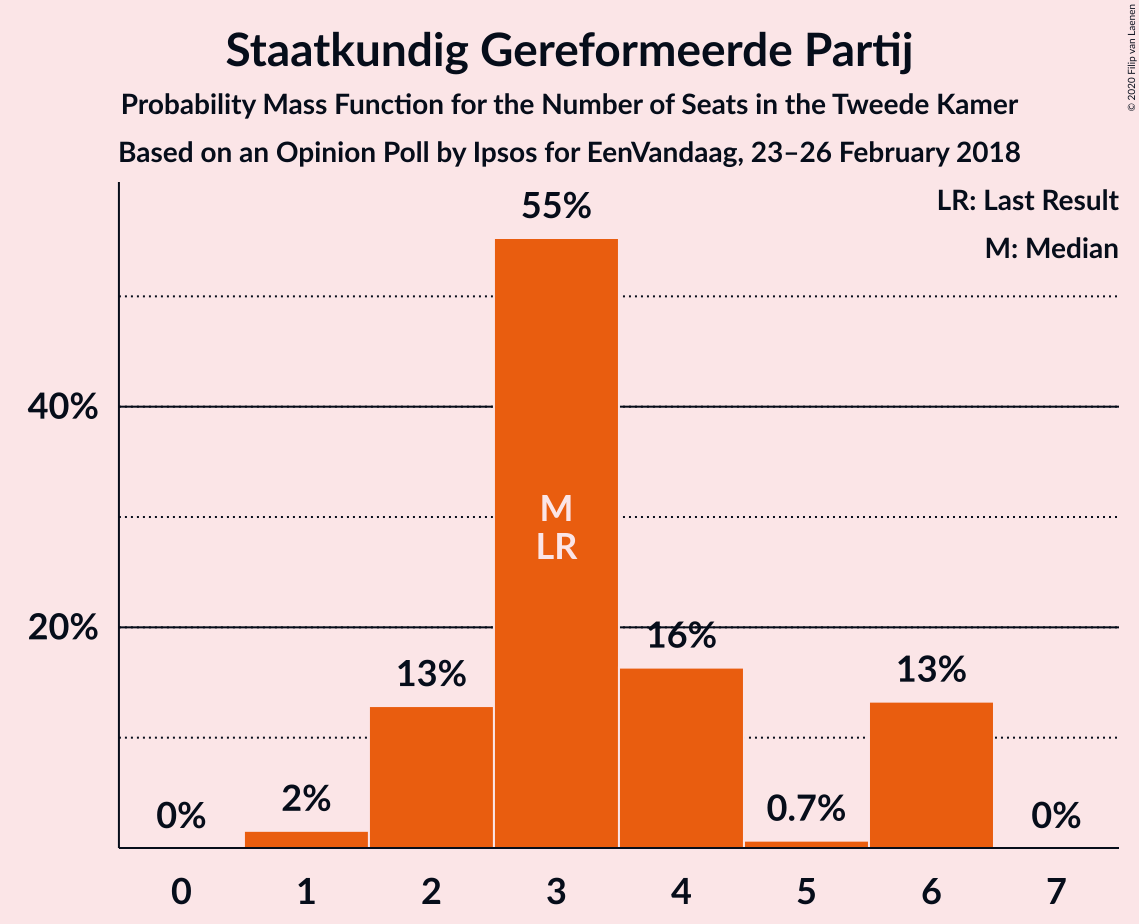 Staatkundig Gereformeerde Partij
Probability Mass Function for the Number of Seats in the Tweede Kamer
Based on an Opinion Poll by Ipsos for EenVandaag, 23–26 February 2018
© 2020 Filip van Laenen
LR: Last Result
M: Median
55%
40%
M
LR
20%
16%
13%
13%
2%
0.7%
0%
0%
0 1 2 3 4 5 6 7